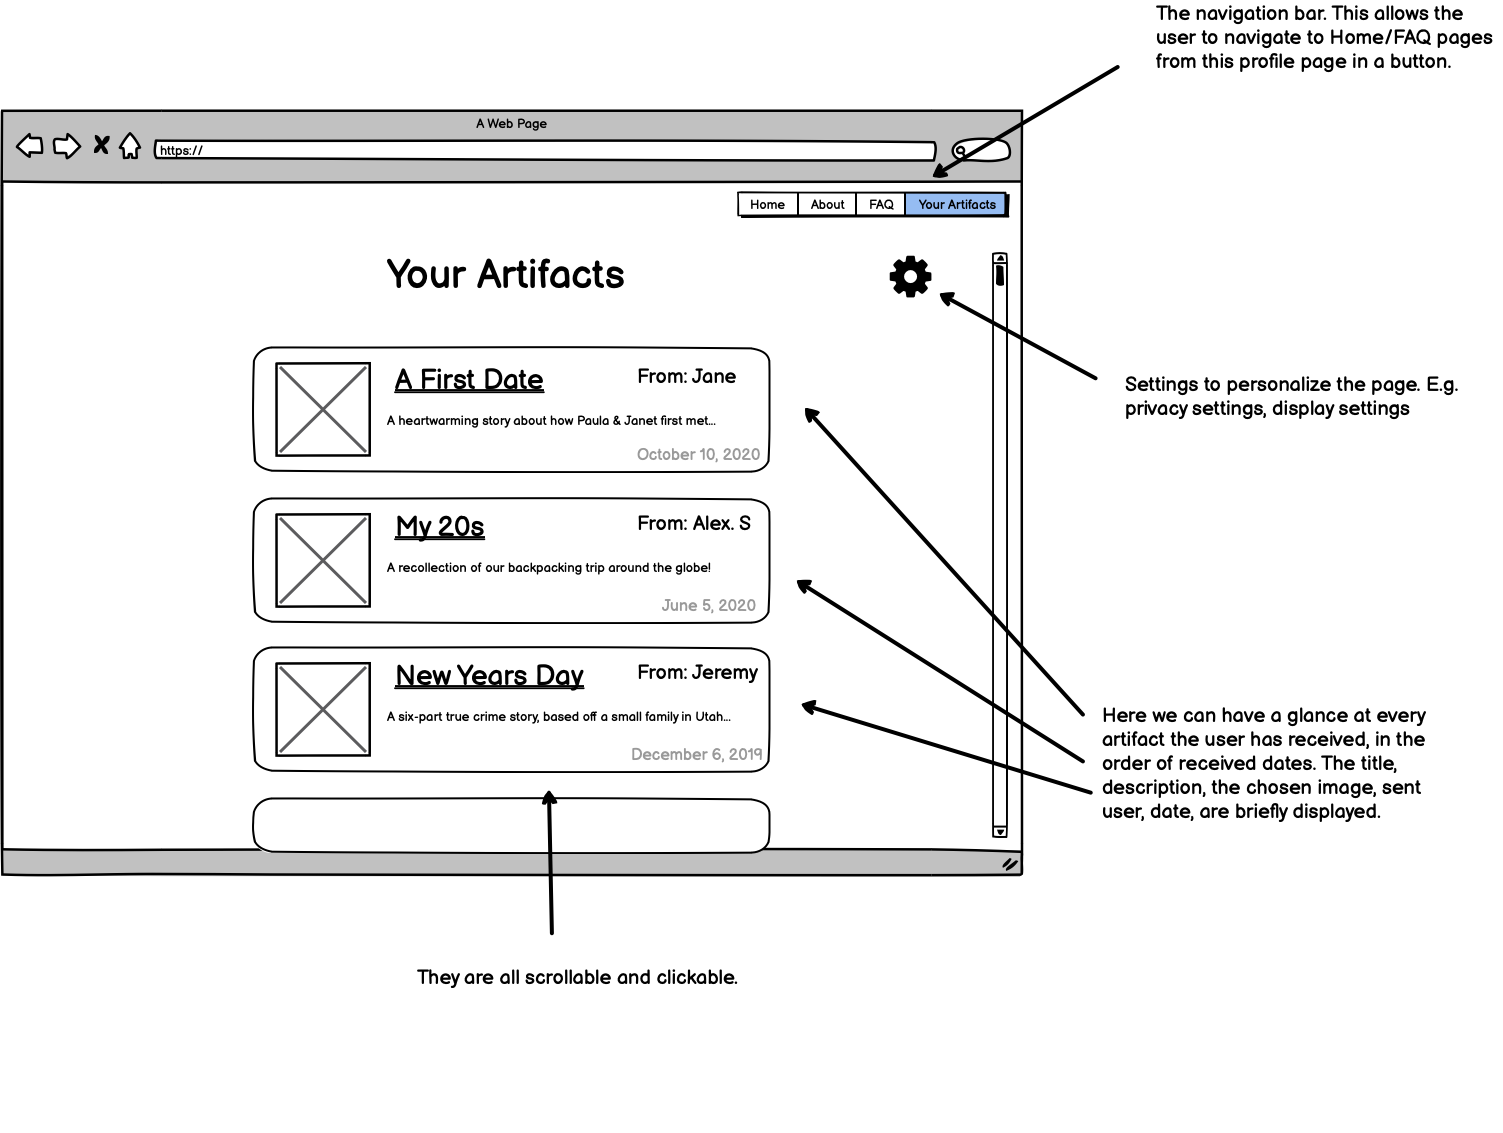 The navigation bar. This allows the
user to navigate to Home/FAQ pages
from this profile page in a button.
A Web Page
https://
Home About FAQ Your Artifacts
Your Artifacts
A First Date From: Jane
A heartwarming story about how Paula & Janet first met...
October 10, 2020
Settings to personalize the page. E.g.
privacy settings, display settings
My 20s From: Alex. S
A recollection of our backpacking trip around the globe!
June 5, 2020
New Years Day From: Jeremy
A six-part true crime story, based off a small family in Utah...
December 6, 2019
Here we can have a glance at every
artifact the user has received, in the
order of received dates. The title,
description, the chosen image, sent
user, date, are briefly displayed.
They are all scrollable and clickable.